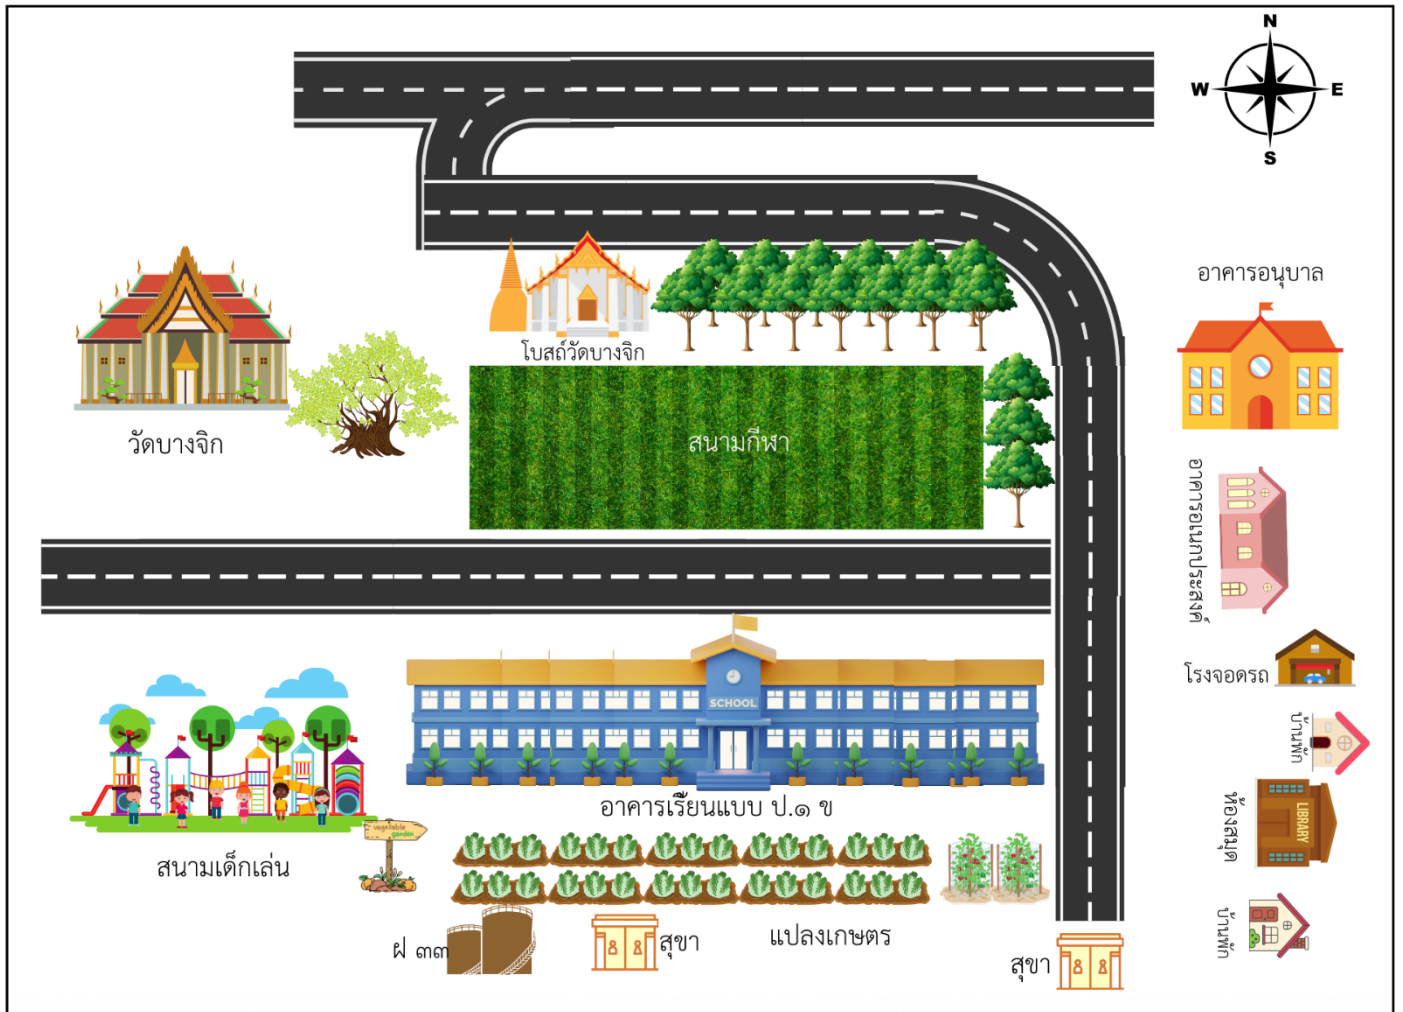 N
W E
S
อาคารอนุบาล
โบสถ์วัดบางจิก
วัดบางจิก
สนามกีฬา
อาคารอเนกประสงค์
โรงจอดรถ
SCHOOL
บ้านพัก
อาคารเรียนแบบ ป.๑ ข
LIBRARY
ห้องสมุด
vegetable
garden
สนามเด็กเล่น
บ้านพัก
ฝ ๓๓
สุขา
แปลงเกษตร
สุขา